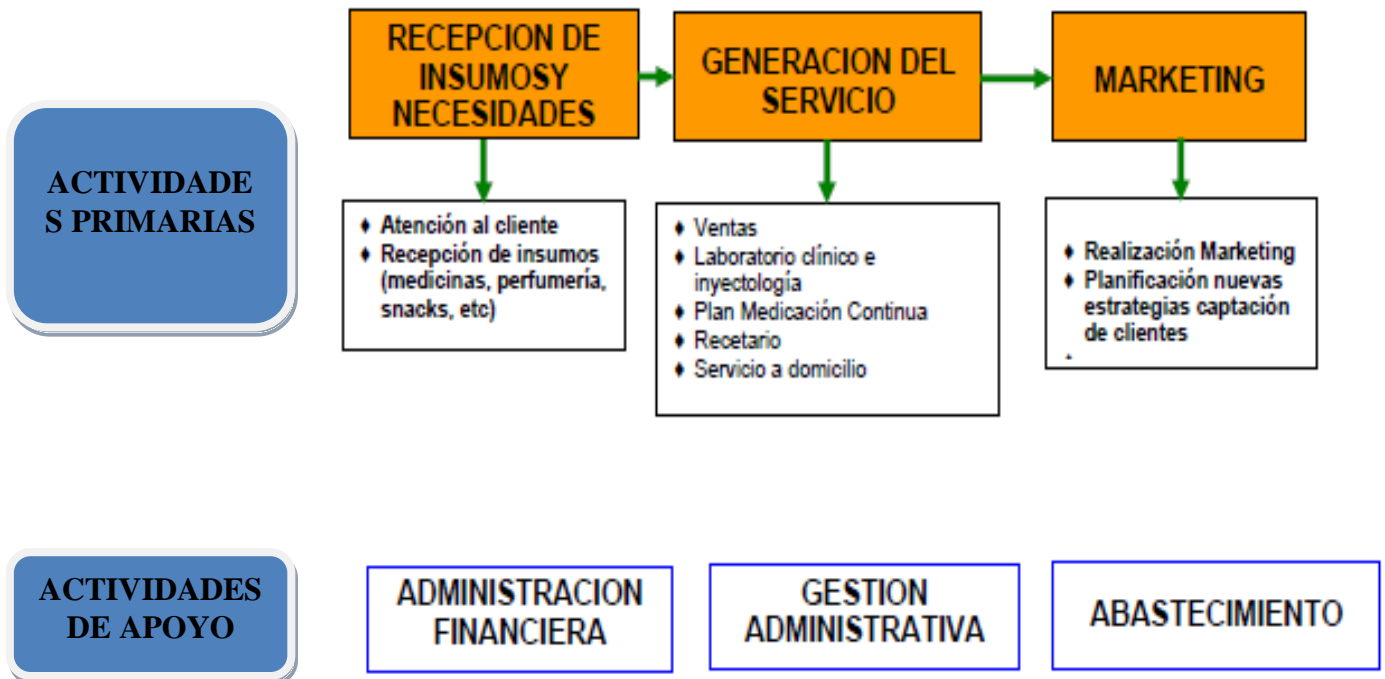 RECEPCION DE
INSUMOSY
NECESIDADES
GENERACION DEL
SERVICIO
MARKETING
ACTIVIDADE
S PRIMARIAS
♦ Atención al cliente
♦ Recepción de insumos
(medicinas, perfumería,
snacks, etc)
♦ Ventas
♦ Laboratorio clínico e
inyectología
♦ Plan Medicación Continua
♦ Recetario
♦ Servicio a domicilio
♦ Realización Marketing
♦ Planificación nuevas
estrategias captación
de clientes
ACTIVIDADES
DE APOYO
ADMINISTRACION
FINANCIERA
GESTION
ADMINISTRATIVA
ABASTECIMIENTO